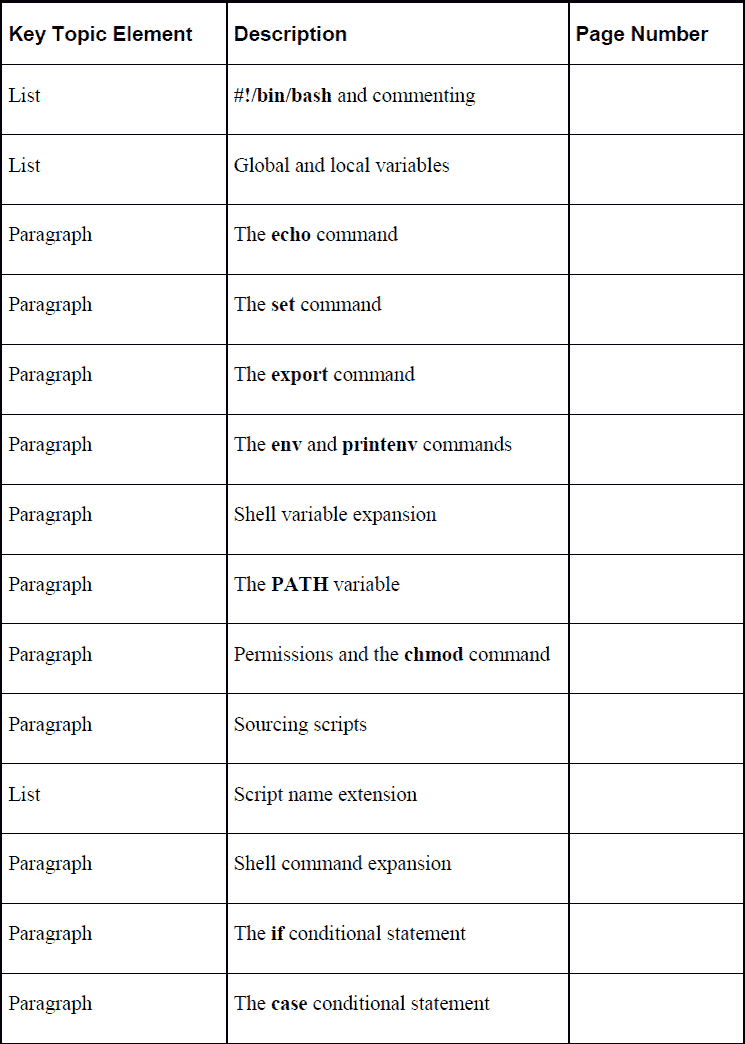 Key Topic Element Description Page Number
List #!/bin/bash and commenting
List Global and local variables
Paragraph The echo command
Paragraph The set command
Paragraph The export command
Paragraph The env and printenv commands
Paragraph Shell variable expansion
Paragraph The PATH variable
Paragraph Permissions and the chmod command
Paragraph Sourcing scripts
List Script name extension
Paragraph Shell command expansion
Paragraph The if conditional statement
Paragraph The case conditional statement